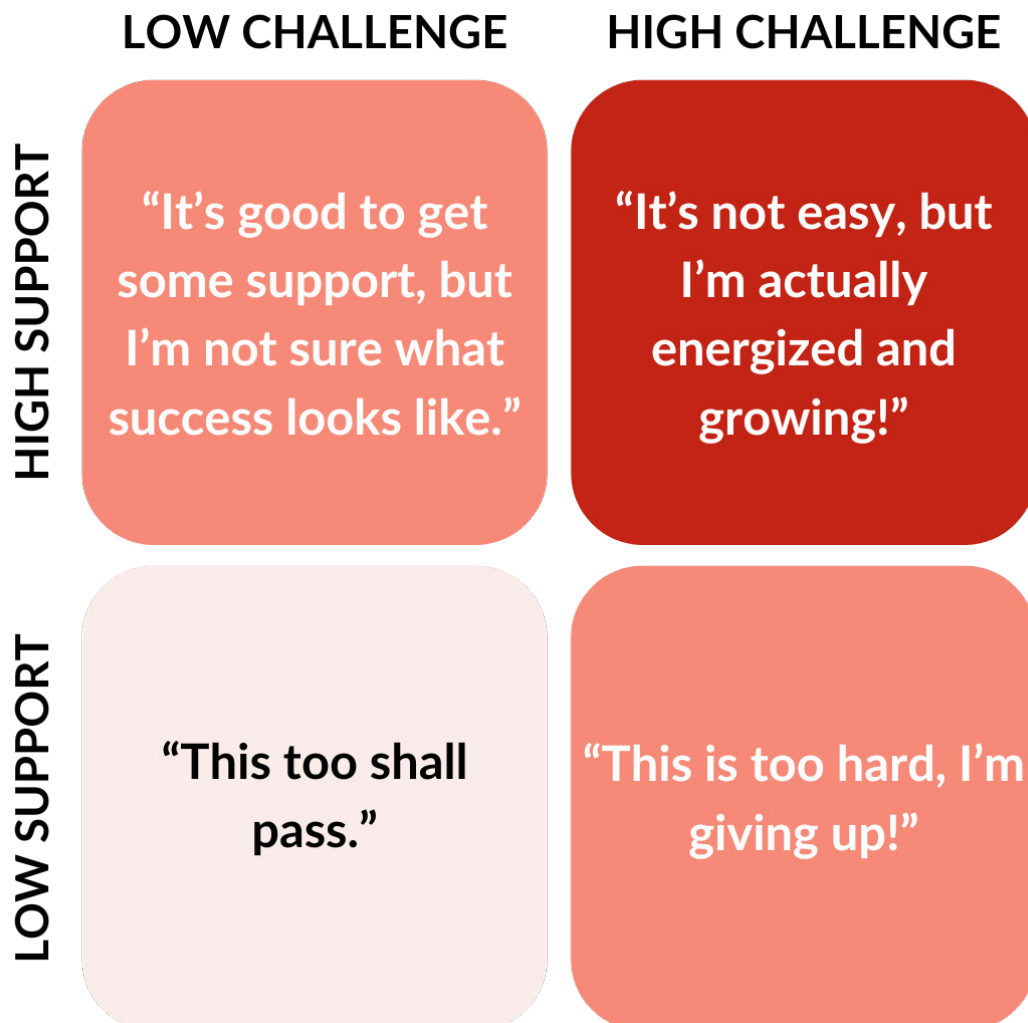 LOW CHALLENGE
HIGH CHALLENGE
HIGH SUPPORT
“It’s good to get
some support, but
I’m not sure what
success looks like.”
“It’s not easy, but
I’m actually
energized and
growing!”
LOW SUPPORT
“This too shall
pass.”
“This is too hard, I’m
giving up!”